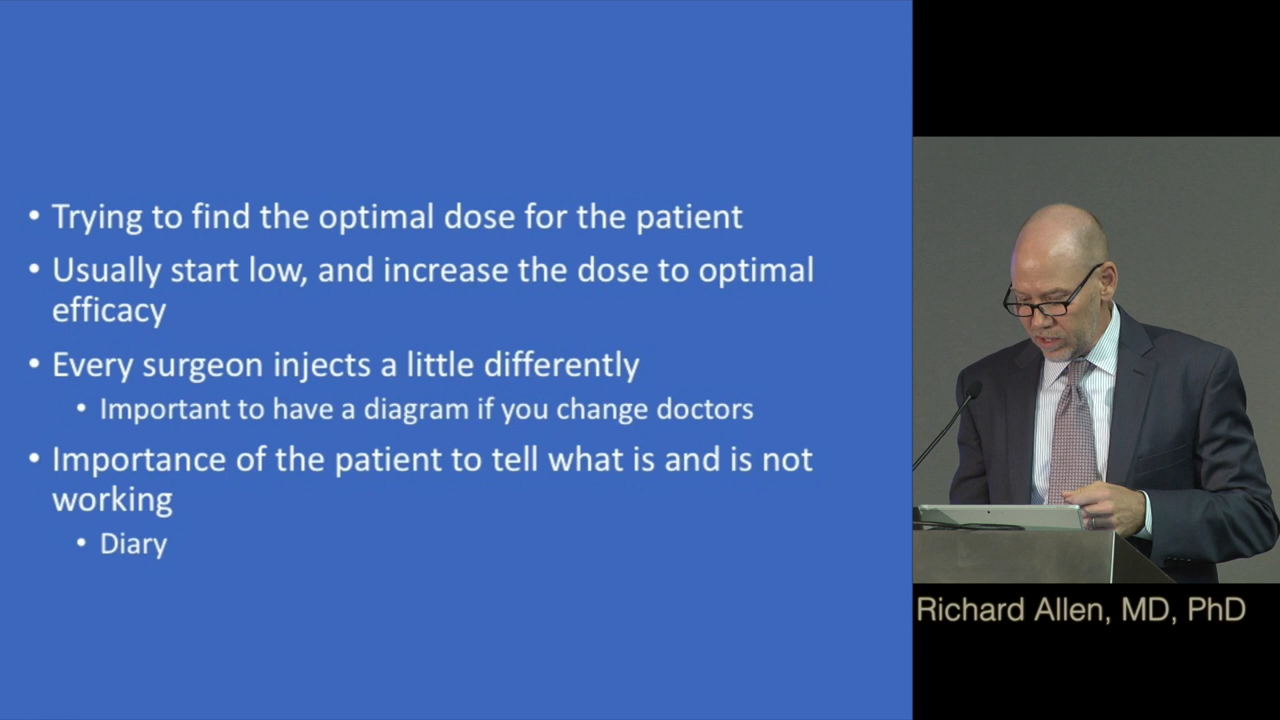 • Trying to find the optimal dose for the patient
• Usually start low, and increase the dose to optimal
efficacy
• Every surgeon injects a little differently
• Important to have a diagram if you change doctors
• Importance of the patient to tell what is and is not
working
• Diary
Richard Allen, MD, PhD